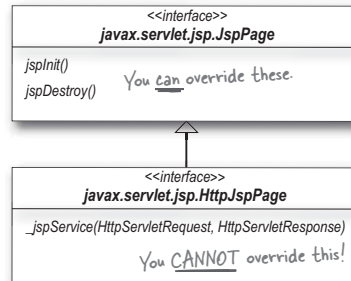 <<interface>>
javax.servlet.jsp.JspPage
jspInit()
You can override these.
jspDestroy()
<<interface>>
javax.servlet.jsp.HttpJspPage
_jspService(HttpServletRequest, HttpServletResponse)
You CANNOT override this!